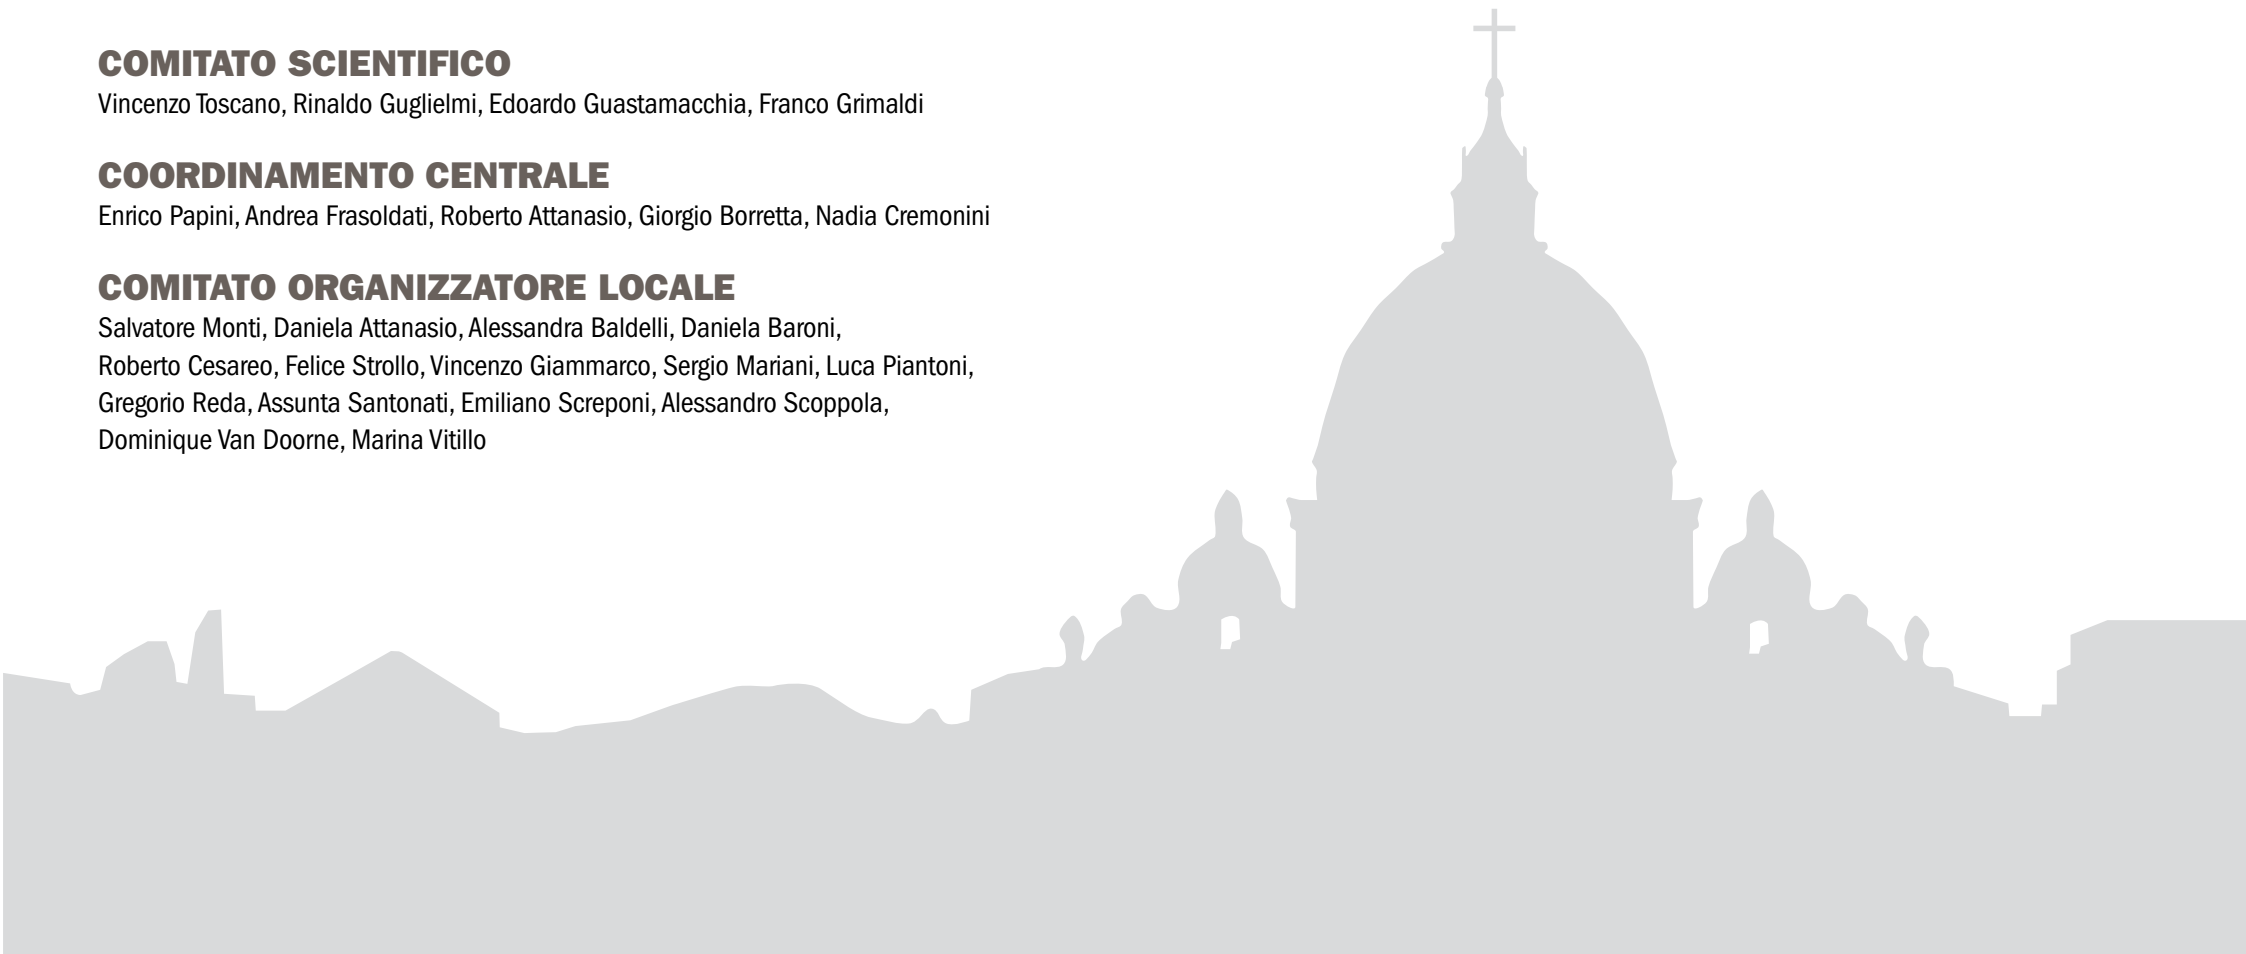 COMITATO SCIENTIFICO
Vincenzo Toscano, Rinaldo Guglielmi, Edoardo Guastamacchia, Franco Grimaldi
COORDINAMENTO CENTRALE
Enrico Papini, Andrea Frasoldati, Roberto Attanasio, Giorgio Borretta, Nadia Cremonini
COMITATO ORGANIZZATORE LOCALE
Salvatore Monti, Daniela Attanasio, Alessandra Baldelli, Daniela Baroni,
Roberto Cesareo, Felice Strollo, Vincenzo Giammarco, Sergio Mariani, Luca Piantoni,
Gregorio Reda, Assunta Santonati, Emiliano Screponi, Alessandro Scoppola,
Dominique Van Doorne, Marina Vitillo